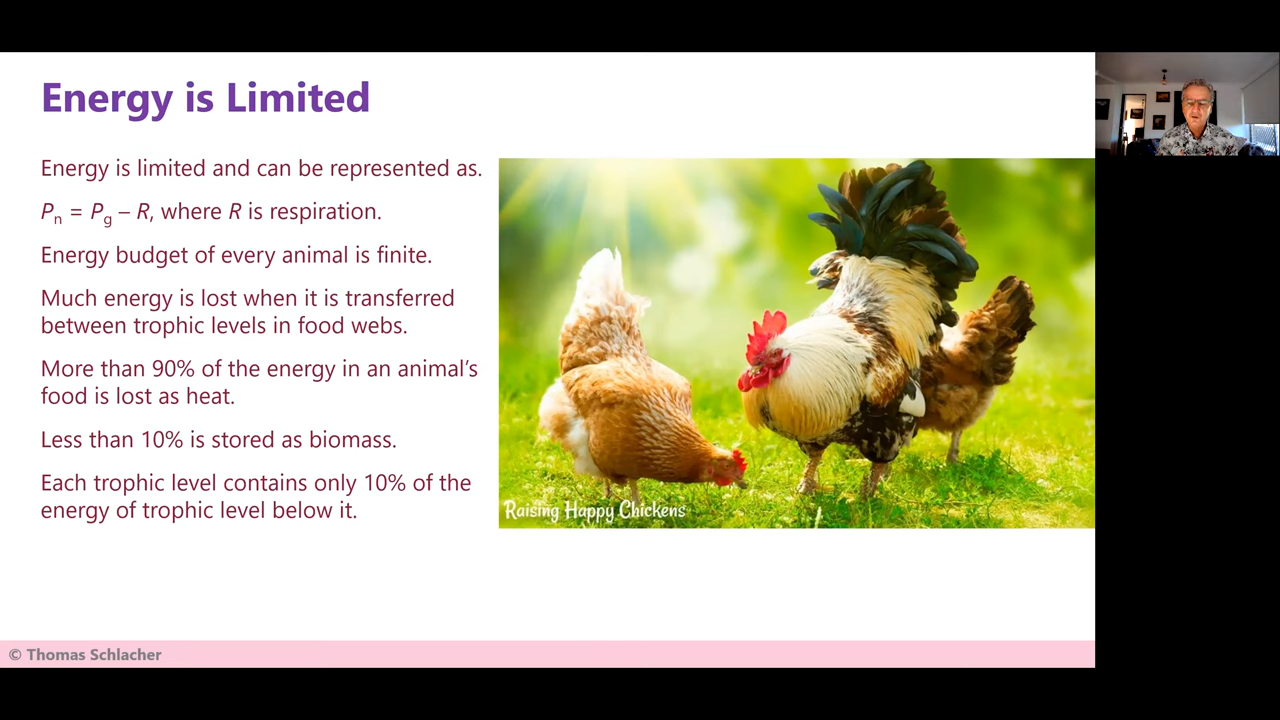 Energy is Limited
Energy is limited and can be represented as.
Pn = Pg – R, where R is respiration.
Energy budget of every animal is finite.
Much energy is lost when it is transferred
between trophic levels in food webs.
More than 90% of the energy in an animal’s
food is lost as heat.
Less than 10% is stored as biomass.
Each trophic level contains only 10% of the
energy of trophic level below it.
Raising Happy Chickens
© Thomas Schlacher